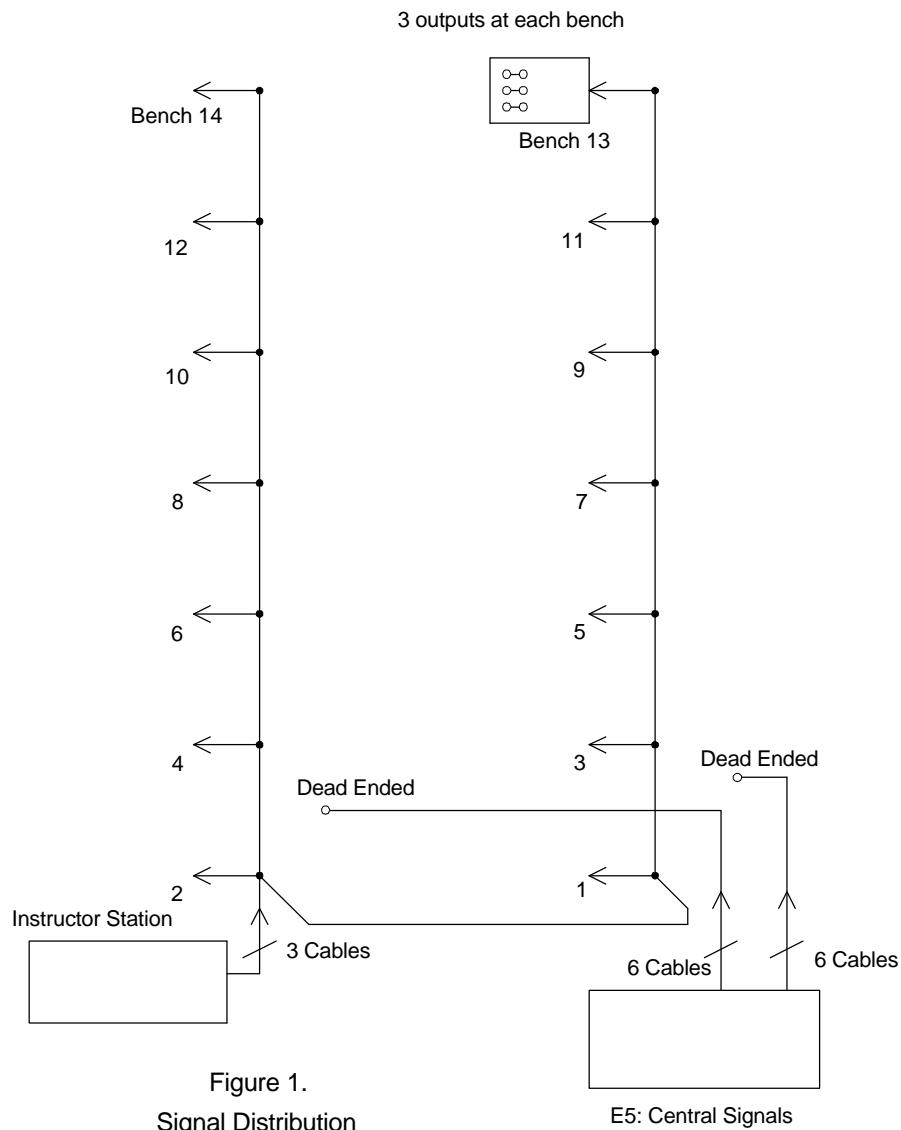 3 outputs at each bench
Bench 14
Bench 13
12
11
10
9
8
7
6
5
4
3
Dead Ended
Dead Ended
2
1
Instructor Station
3 Cables
6 Cables
6 Cables
Figure 1.
Signal Distribution
E5: Central Signals